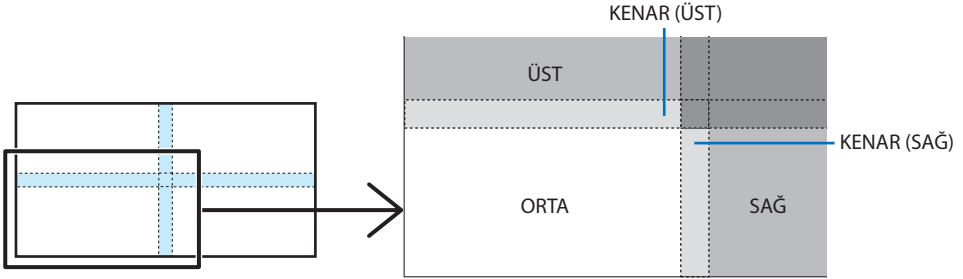 KENAR (ÜST)
ÜST
KENAR (SAĞ)
ORTA
SAĞ